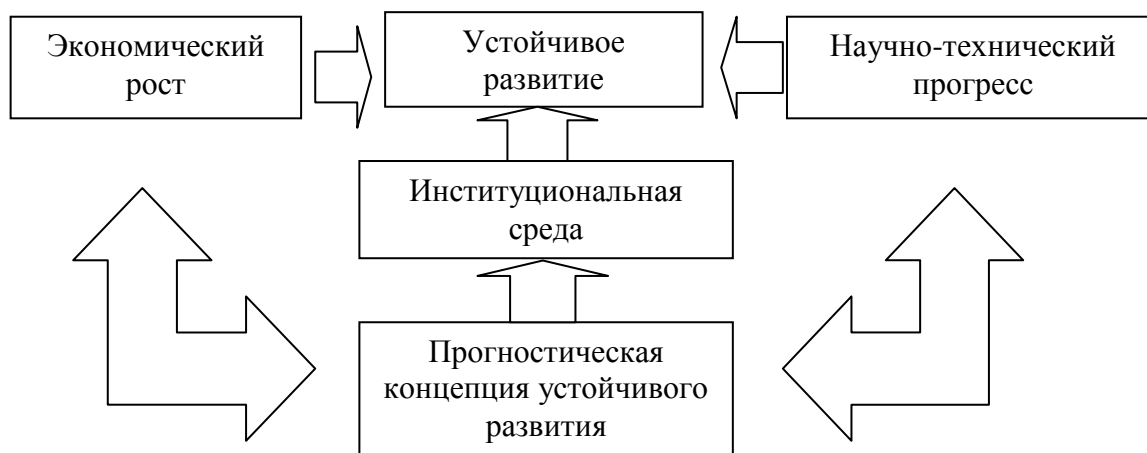 Экономический
рост
Устойчивое
развитие
Научно-технический
прогресс
Институциональная
среда
Прогностическая
концепция устойчивого
развития